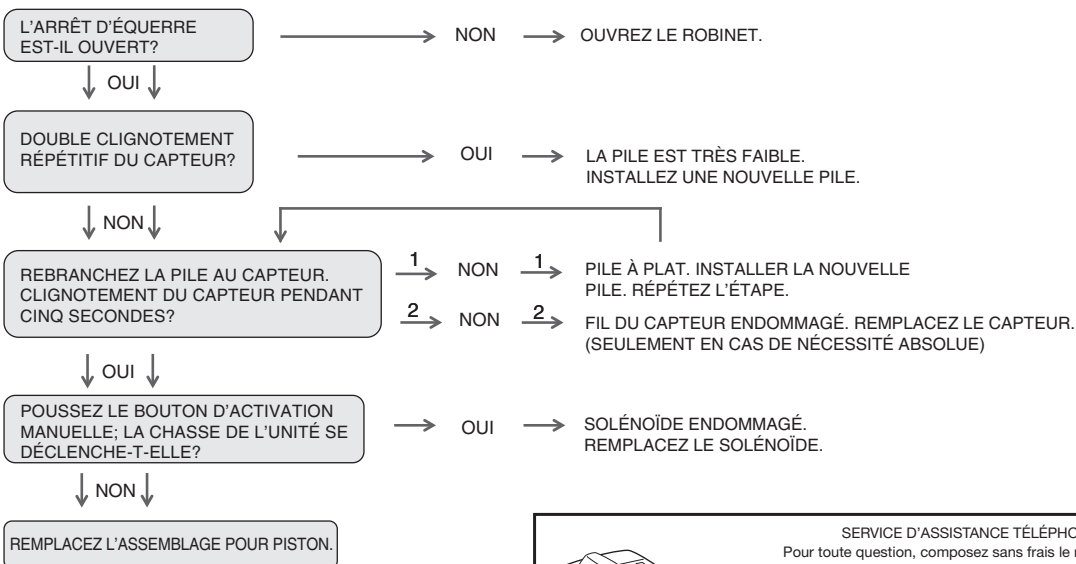 L'ARRÊT D'ÉQUERRE
EST-IL OUVERT?
NON
OUVREZ LE ROBINET.
OUI
DOUBLE CLIGNOTEMENT
RÉPÉTITIF DU CAPTEUR?
OUI
LA PILE EST TRÈS FAIBLE.
INSTALLEZ UNE NOUVELLE PILE.
NON
REBRANCHEZ LA PILE AU CAPTEUR.
CLIGNOTEMENT DU CAPTEUR PENDANT
CINQ SECONDES?
1 NON 1
PILE À PLAT. INSTALLER LA NOUVELLE
PILE. RÉPÉTEZ L'ÉTAPE.
2 NON 2
FIL DU CAPTEUR ENDOMMAGÉ. REMPLACEZ LE CAPTEUR.
(SEULEMENT EN CAS DE NÉCESSITÉ ABSOLUE)
OUI
POUSSEZ LE BOUTON D'ACTIVATION
MANUELLE; LA CHASSE DE L'UNITÉ SE
DÉCLENCHE-T-ELLE?
OUI
SOLÉNOÏDE ENDOMMAGÉ.
REMPLACEZ LE SOLÉNOÏDE.
NON
REMPLACEZ L'ASSEMBLAGE POUR PISTON.
SERVICE D'ASSISTANCE
Pour toute question, composez sans frais le